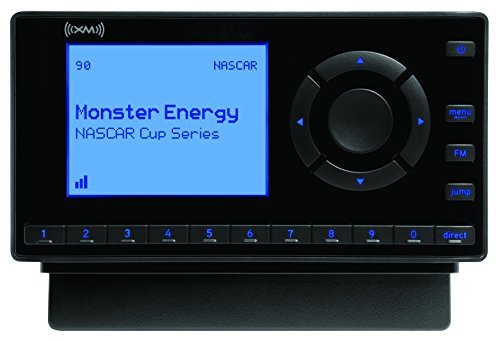 ((XM))
90 NASCAR
Monster Energy
NASCAR Cup Series
menu
FM
jump
1 2 3 4 5 6 7 8 9 0 direct